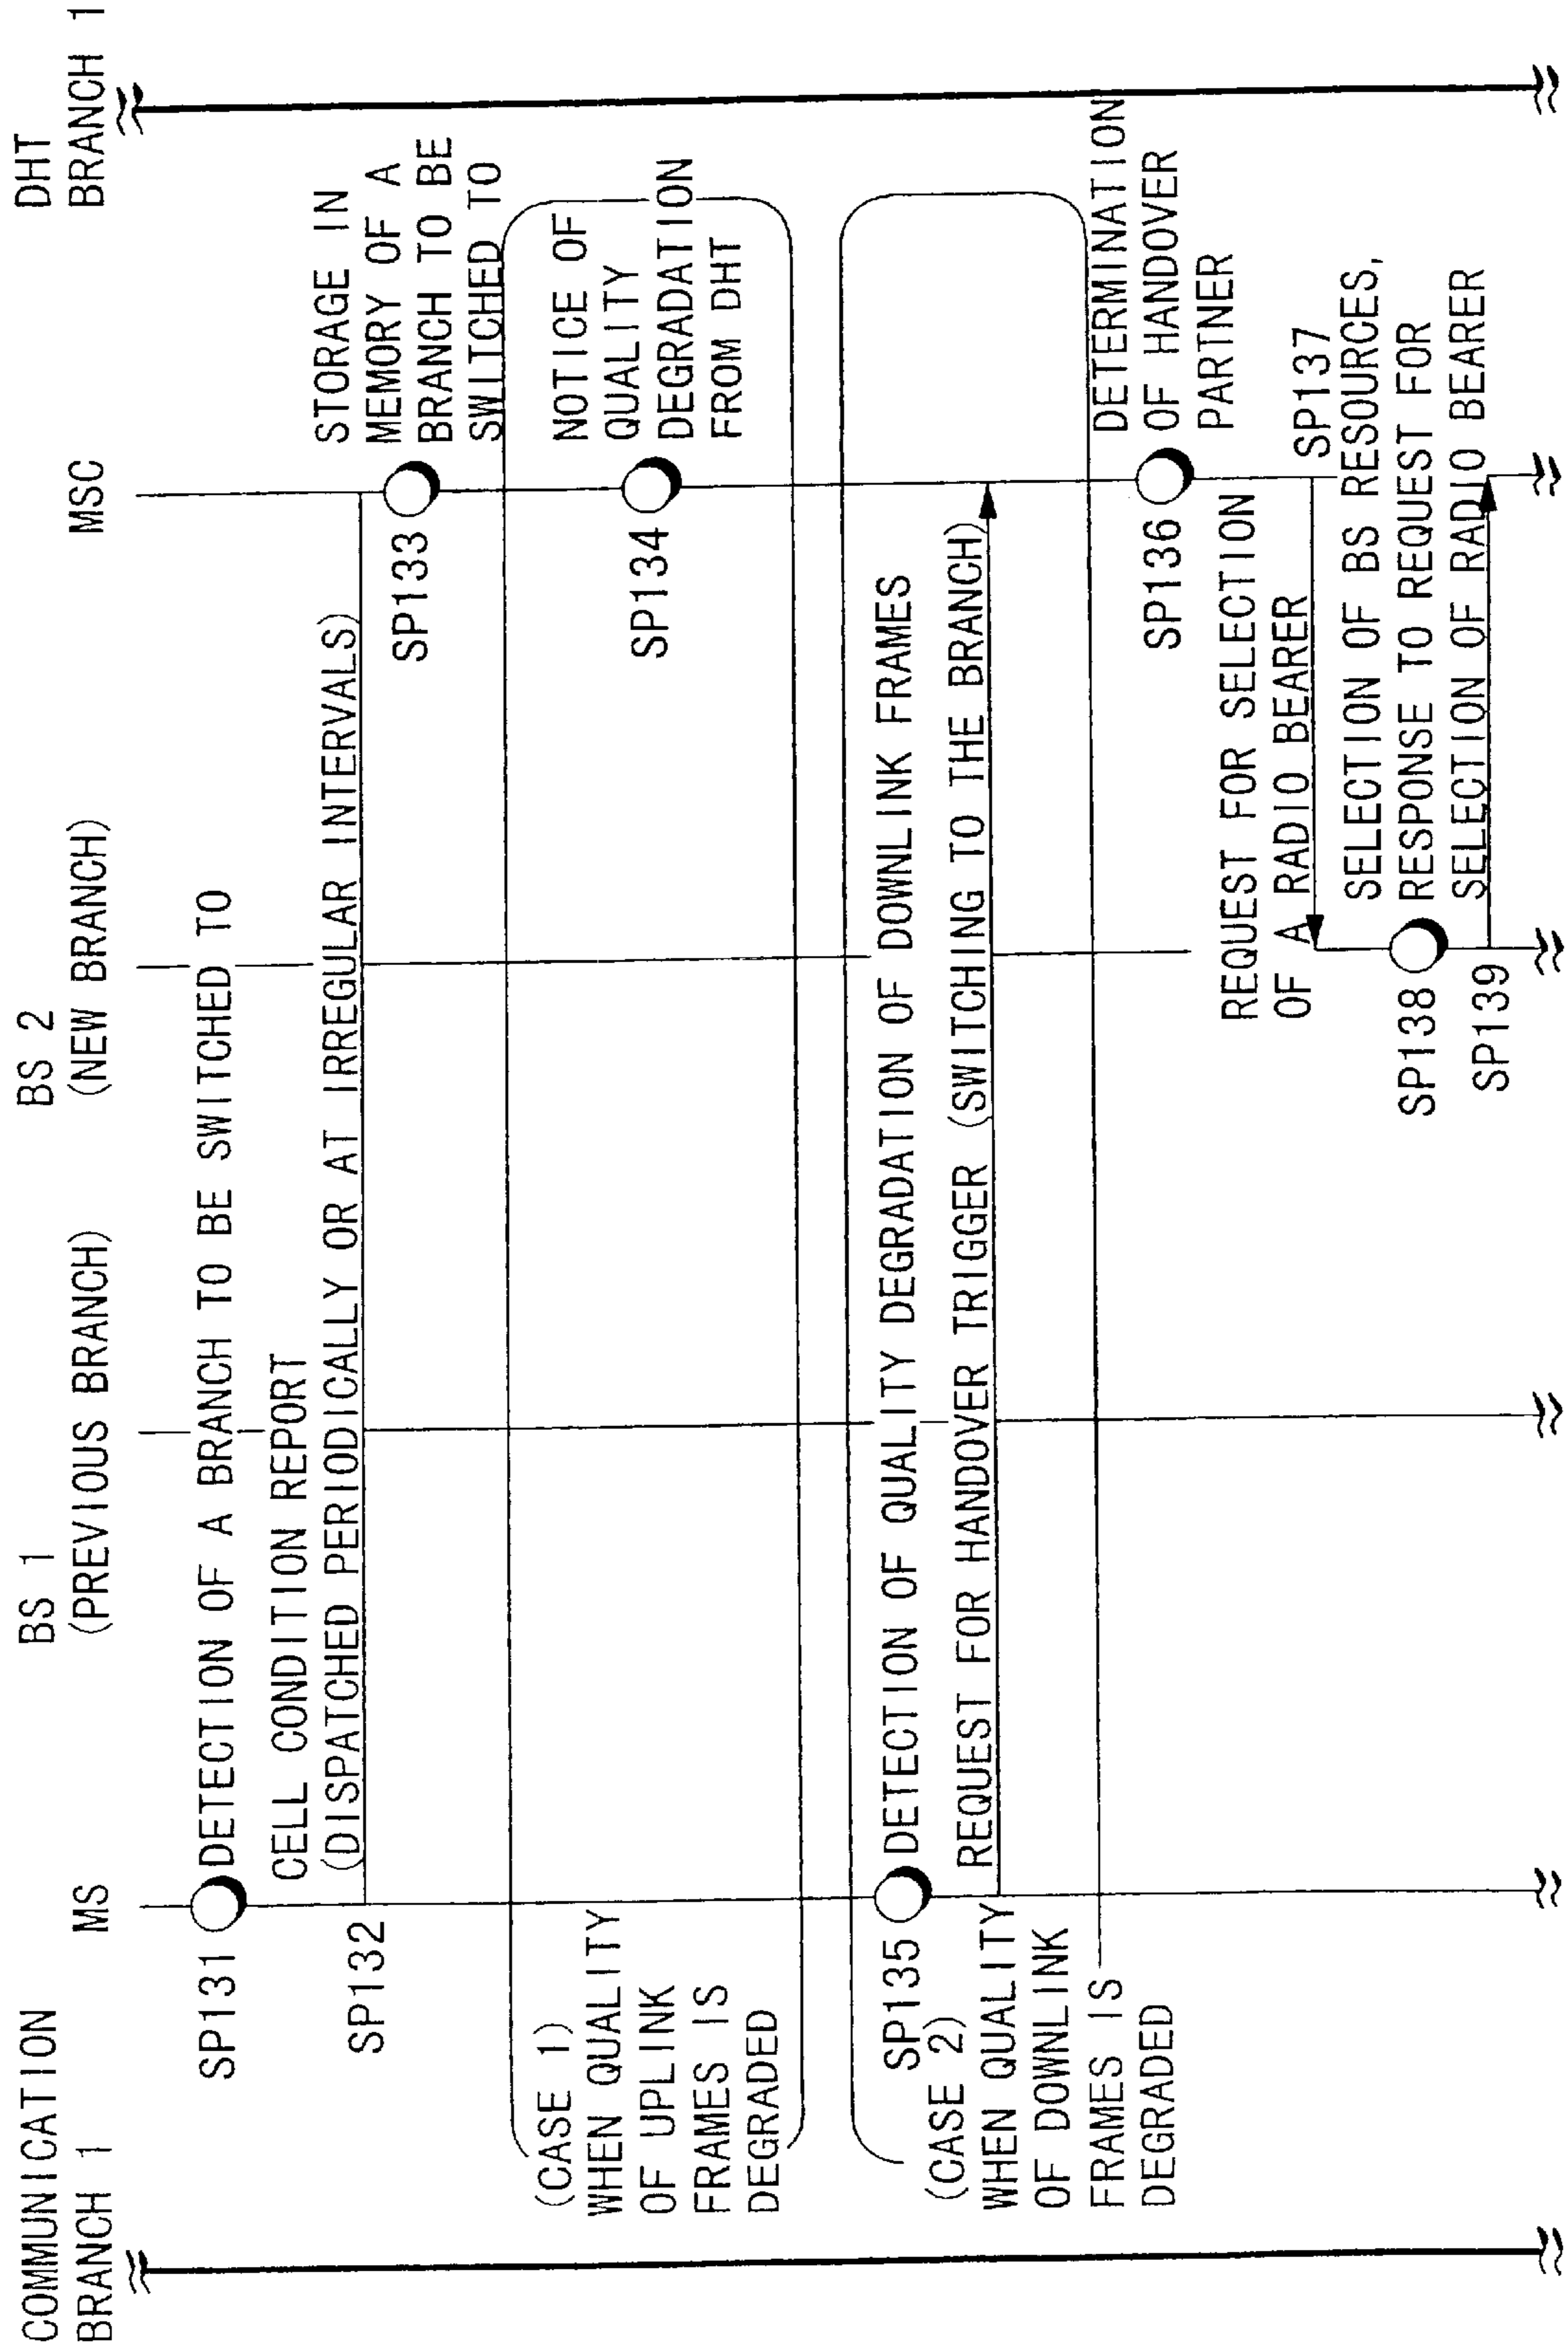 COMMUNICATION
BRANCH 1
MS
BS 1
(PREVIOUS BRANCH)
BS 2
(NEW BRANCH)
MSC
DHT
BRANCH 1
SP131
DETECTION OF A BRANCH TO BE SWITCHED TO
CELL CONDITION REPORT
(DISPATCHED PERIODICALLY OR AT IRREGULAR INTERVALS)
SP132
SP133
STORAGE IN
MEMORY OF A
BRANCH TO BE
SWITCHED TO
(CASE 1)
WHEN QUALITY
OF UPLINK
FRAMES IS
DEGRADED
SP134
NOTICE OF
QUALITY
DEGRADATION
FROM DHT
SP135
DETECTION OF QUALITY DEGRADATION OF DOWNLINK FRAMES
(CASE 2)
WHEN QUALITY
OF DOWNLINK
FRAMES IS
DEGRADED
REQUEST FOR HANDOVER TRIGGER (SWITCHING TO THE BRANCH)
SP136
DETERMINATION
OF HANDOVER
PARTNER
REQUEST FOR SELECTION
OF A RADIO BEARER
SP137
SP138
SELECTION OF BS RESOURCES,
RESPONSE TO REQUEST FOR
SELECTION OF RADIO BEARER
SP139